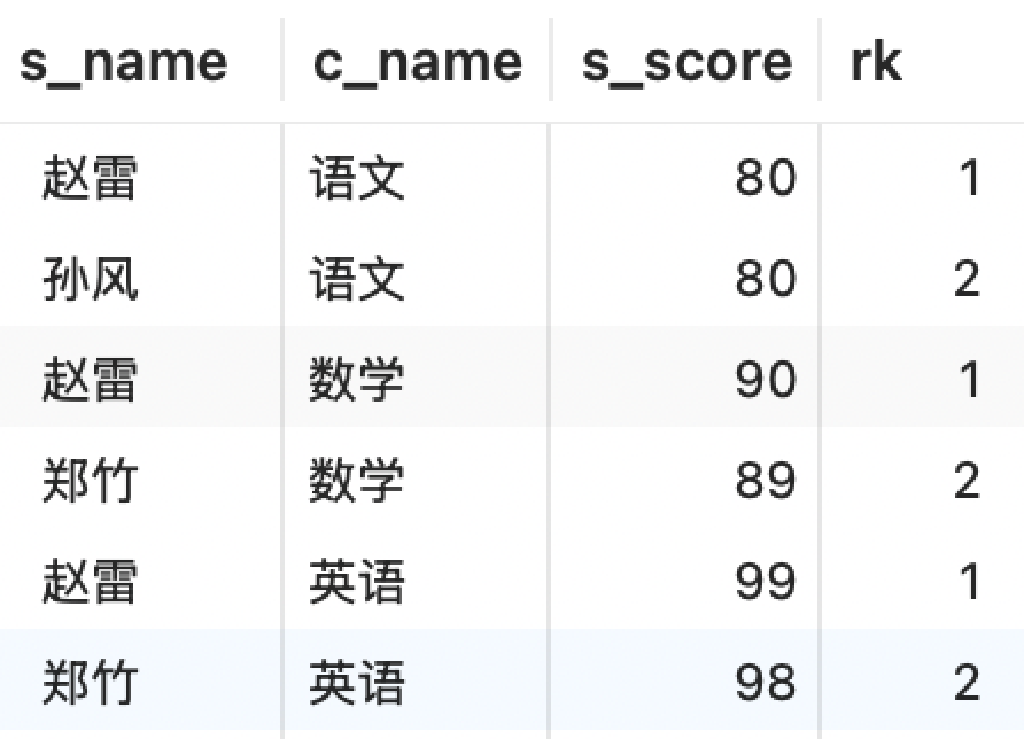 s_name c_name s_score rk
赵雷 语文 80 1
孙风 语文 80 2
赵雷 数学 90 1
郑竹 数学 89 2
赵雷 英语 99 1
郑竹 英语 98 2